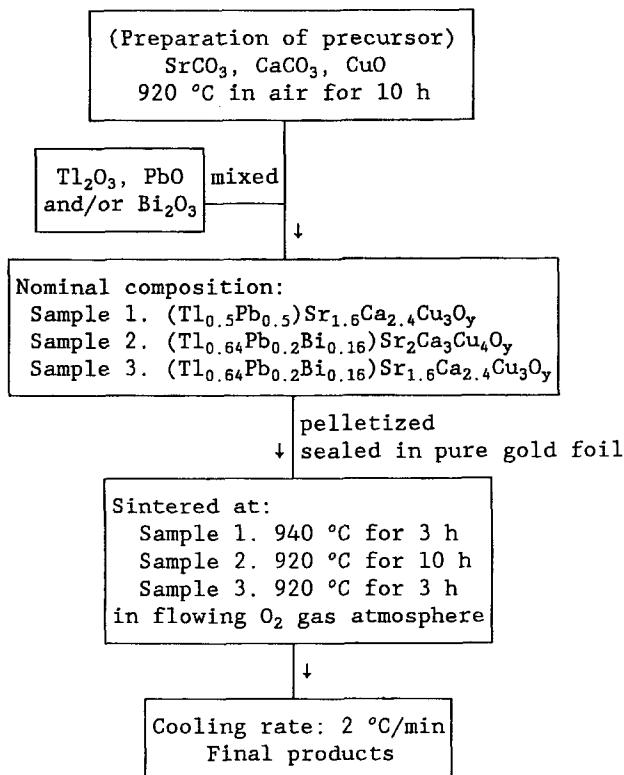 (Preparation of precursor)
SrCO₃, CaCO₃, CuO
920 °C in air for 10 h
Tl₂O₃, PbO
and/or Bi₂O₃
mixed
↓
Nominal composition:
Sample 1. (Tl₀.₅Pb₀.₅)Sr₁.₆Ca₂.₄Cu₃Oy
Sample 2. (Tl₀.₆₄Pb₀.₂Bi₀.₁₆)Sr₂Ca₃Cu₄Oy
Sample 3. (Tl₀.₆₄Pb₀.₂Bi₀.₁₆)Sr₁.₆Ca₂.₄Cu₃Oy
pelletized
↓ sealed in pure gold foil
Sintered at:
Sample 1. 940 °C for 3 h
Sample 2. 920 °C for 10 h
Sample 3. 920 °C for 3 h
in flowing O₂ gas atmosphere
↓
Cooling rate: 2 °C/min
Final products